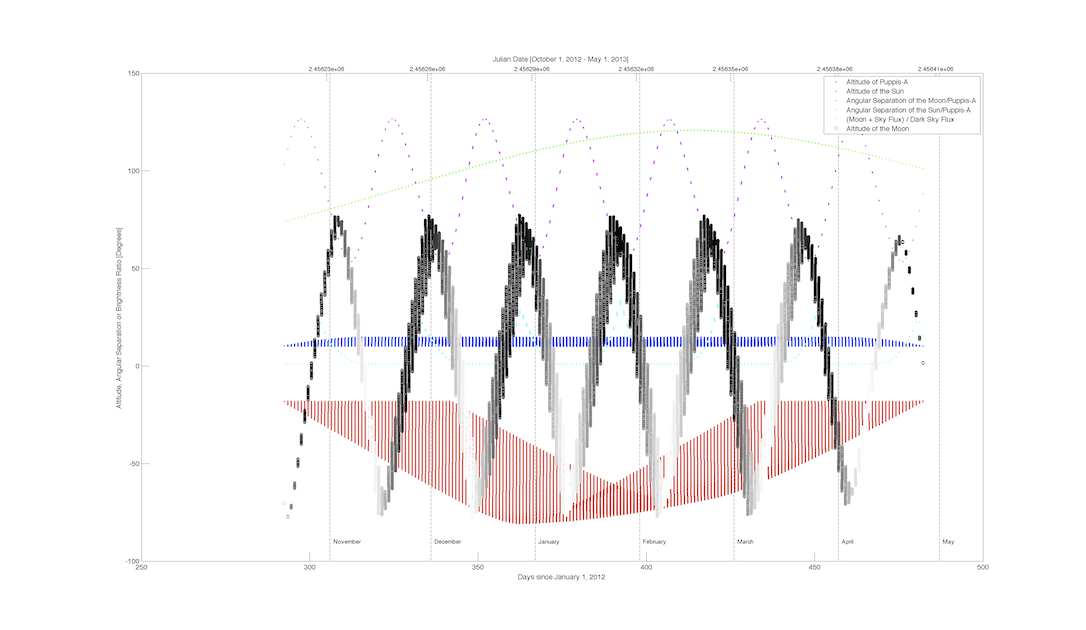 Julian Date [October 1, 2012 - May 1, 2013]
2.45623e+06 2.45626e+06 2.45629e+06 2.45632e+06 2.45635e+06 2.45638e+06 2.45641e+06
150
Altitude of Puppis-A
Altitude of the Sun
Angular Separation of the Moon/Puppis-A
Angular Separation of the Sun/Puppis-A
(Moon + Sky Flux) / Dark Sky Flux
Altitude of the Moon
100
50
0
-50
-100
Altitude, Angular Separation or Brightness Ratio [Degrees]
November December January February March April May
250 300 350 400 450 500
Days since January 1, 2012